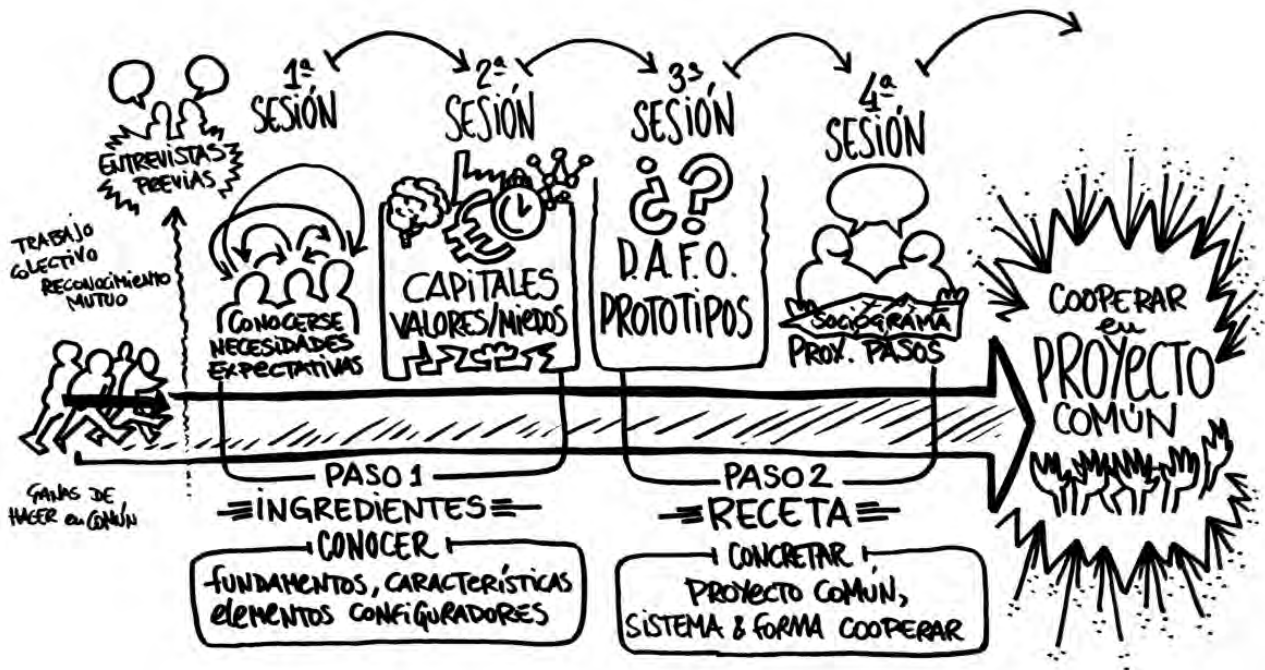 ENTREVISTAS
PREVIAS
TRABAJO
COLECTIVO
RECONOCIMIENTO
MUTUO
GANAS DE
HACER en COMÚN
1ª
SESIÓN
CONOCERSE
NECESIDADES
EXPECTATIVAS
2ª
SESIÓN
€
CAPITALES
VALORES/MIEDOS
3ª
SESIÓN
¿?
D.A.F.O.
PROTOTIPOS
4ª
SESIÓN
SOCIOGRAMA
PROX. PASOS
PASO 1
INGREDIENTES
CONOCER
FUNDAMENTOS, CARACTERÍSTICAS
ELEMENTOS CONFIGURADORES
PASO 2
RECETA
CONCRETAR
PROYECTO COMUN,
SISTEMA & FORMA COOPERAR
COOPERAR
en
PROYECTO
COMÚN